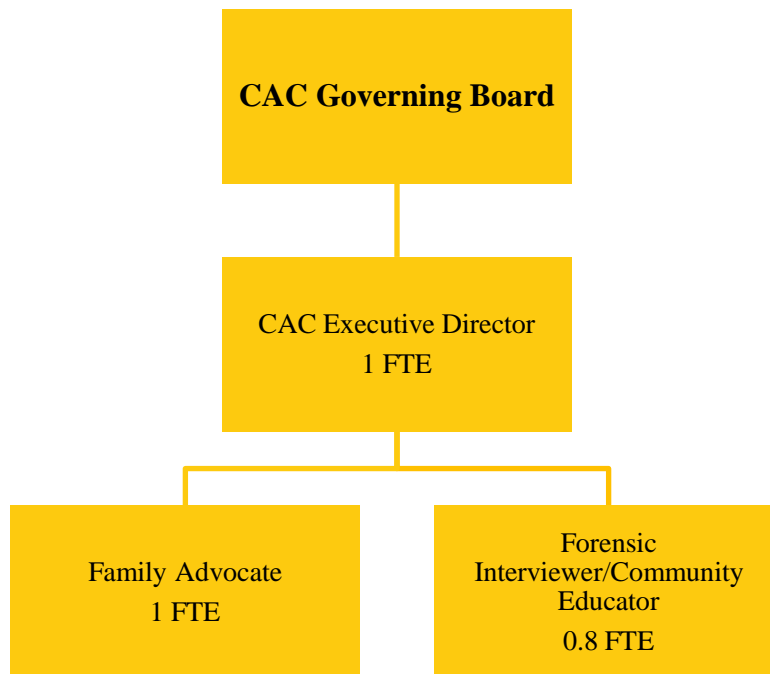 CAC Governing Board
CAC Executive Director
1 FTE
Family Advocate
1 FTE
Forensic
Interviewer/Community
Educator
0.8 FTE